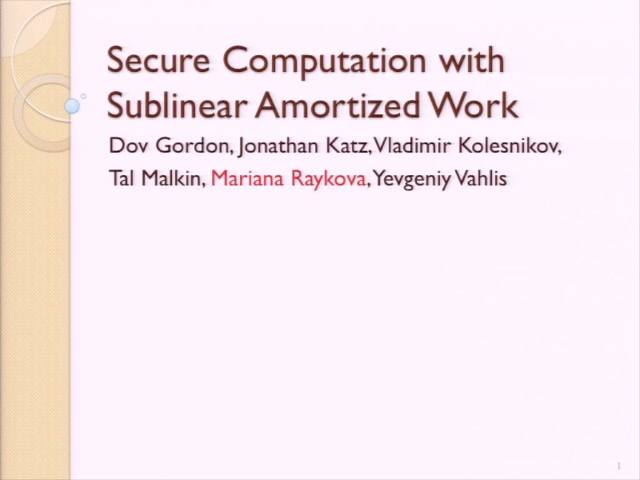 Secure Computation with
Sublinear Amortized Work
Dov Gordon, Jonathan Katz, Vladimir Kolesnikov,
Tal Malkin, Mariana Raykova, Yevgeniy Vahlis
1